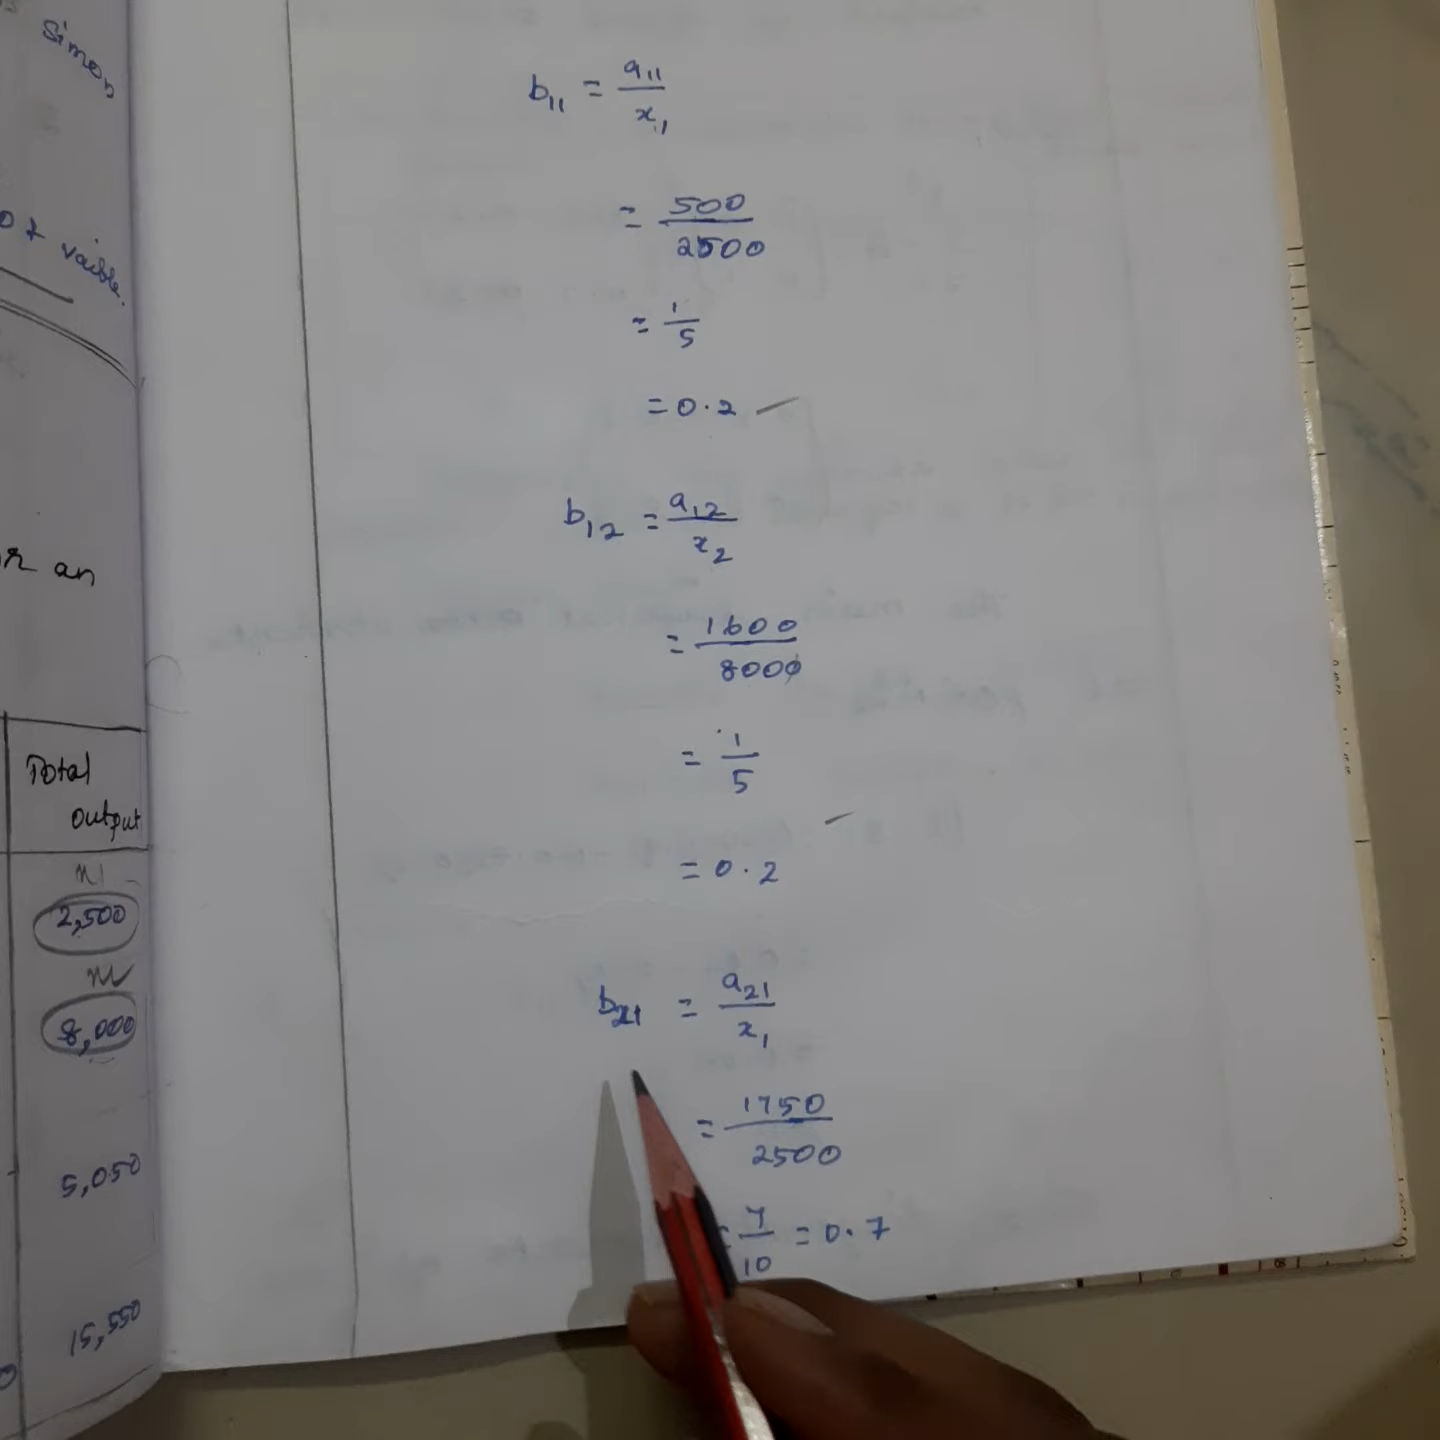 Simon
vaible.
an
Total
output
x1
2,500
8,000
5,050
15,550
b11 = a11/x1
= 500/2500
= 1/5
= 0.2
b12 = a12/x2
= 1600/8000
= 1/5
= 0.2
b21 = a21/x1
= 1750/2500
= 7/10 = 0.7